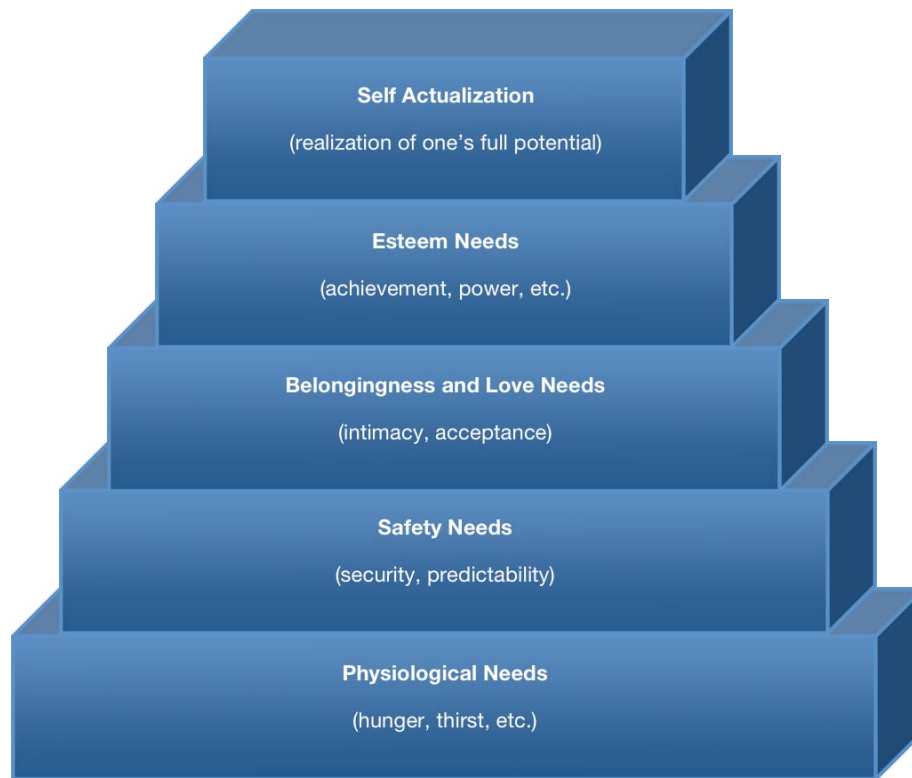 Self Actualization
(realization of one’s full potential)
Esteem Needs
(achievement, power, etc.)
Belongingness and Love Needs
(intimacy, acceptance)
Safety Needs
(security, predictability)
Physiological Needs
(hunger, thirst, etc.)